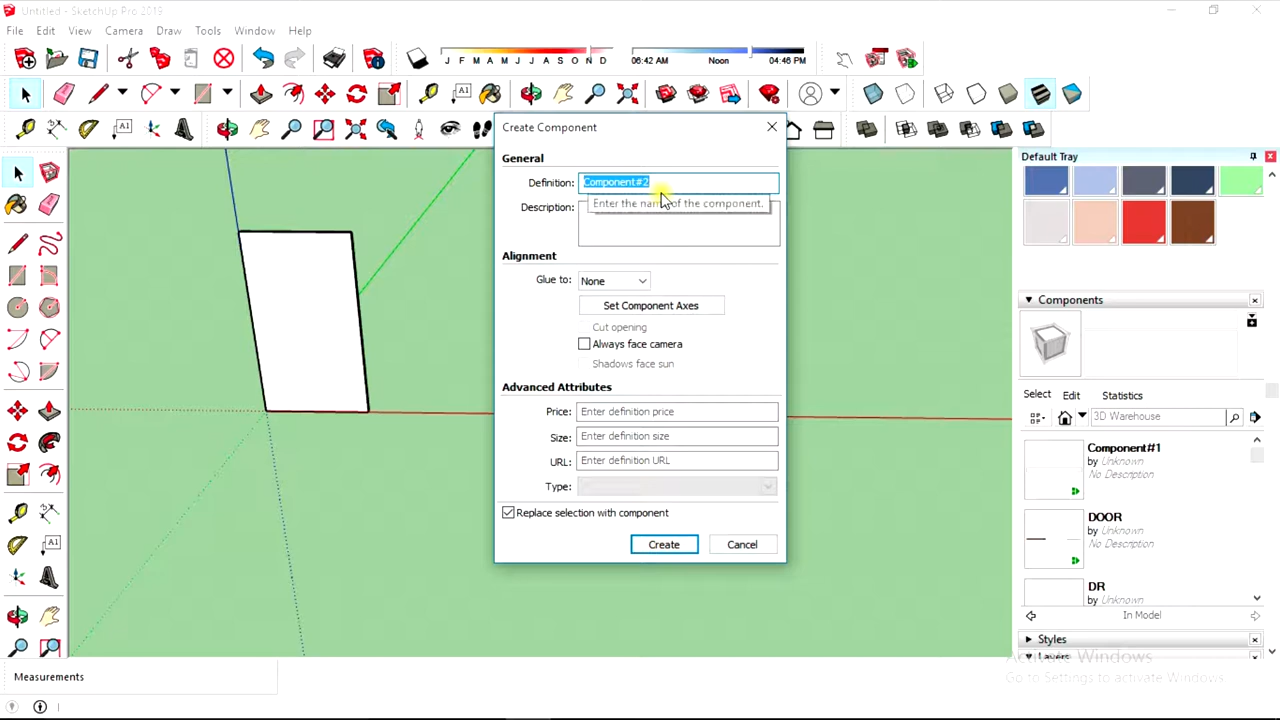 Untitled - SketchUp Pro 2019
File Edit View Camera Draw Tools Window Help
J F M A M J J A S O N D
06:42 AM Noon 04:46 PM
Create Component
General
Definition: Component#2
Enter the name of the component.
Description:
Alignment
Glue to: None
Set Component Axes
Cut opening
Always face camera
Shadows face sun
Advanced Attributes
Price: Enter definition price
Size: Enter definition size
URL: Enter definition URL
Type:
Replace selection with component
Create Cancel
Default Tray
Components
Select Edit Statistics
3D Warehouse
Component#1
by Unknown
No Description
DOOR
by Unknown
No Description
DR
by Unknown
In Model
Styles
Layers
Activate Windows
Go to Settings to activate Windows.
Measurements